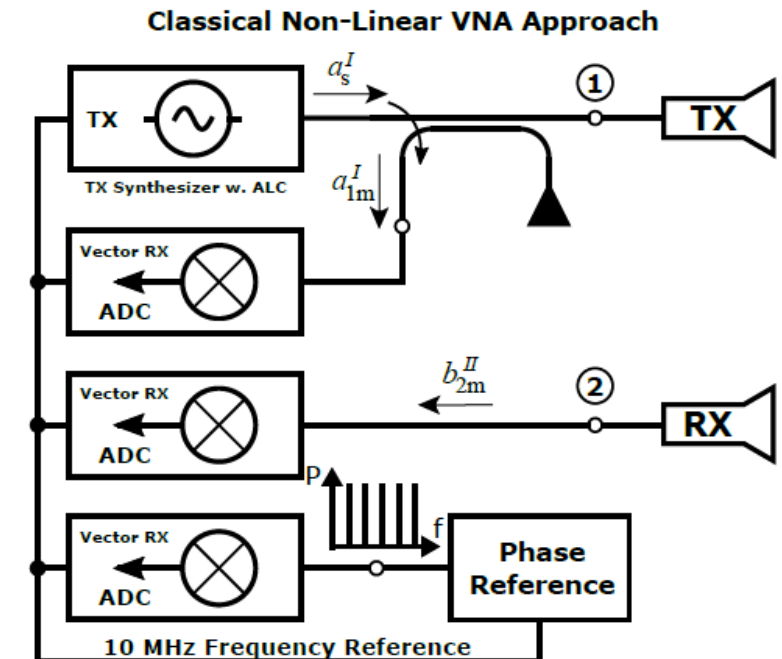 Classical Non-Linear VNA Approach
a_s^I
1
TX
TX
TX Synthesizer w. ALC
a_1m^I
Vector RX
ADC
b_2m^II
2
Vector RX
ADC
RX
P
f
Vector RX
ADC
Phase
Reference
10 MHz Frequency Reference